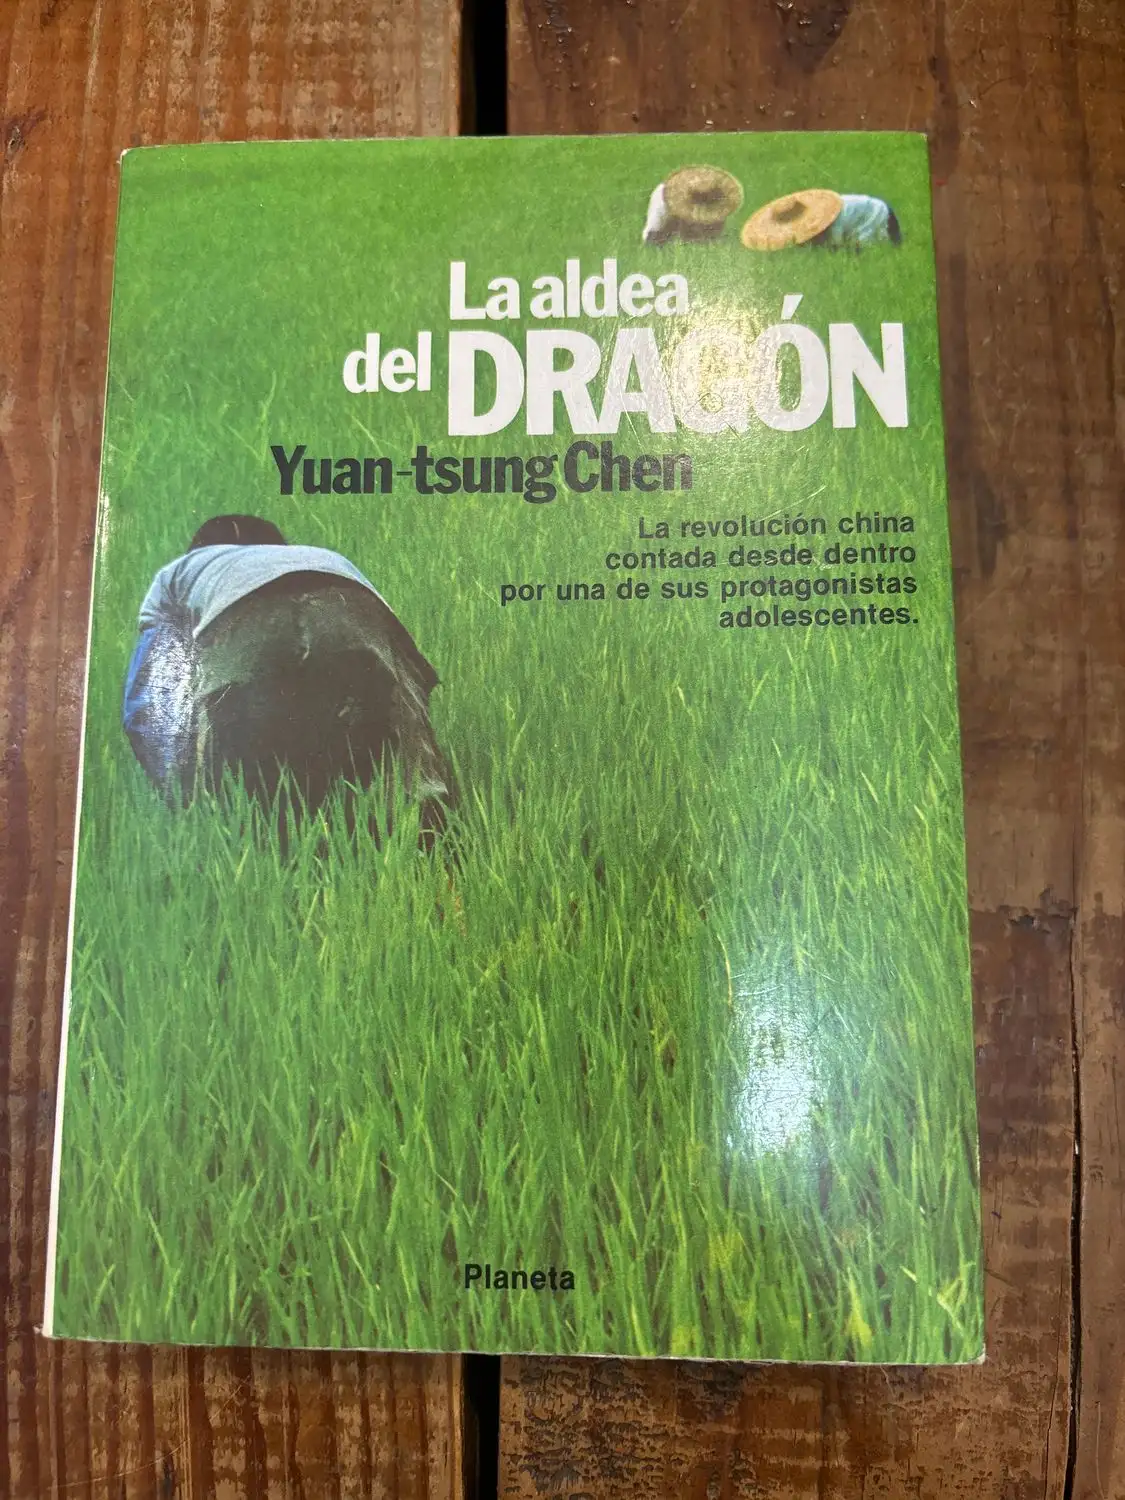 La aldea
del DRAGÓN
Yuan-tsung Chen
La revolución china
contada desde dentro
por una de sus protagonistas
adolescentes.
Planeta